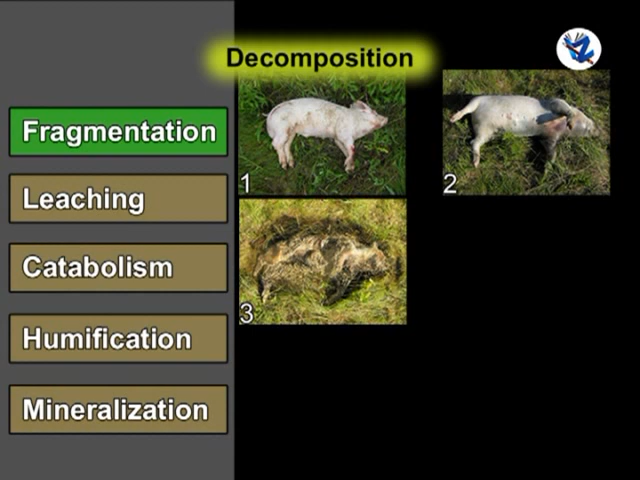 Decomposition
Fragmentation
Leaching
Catabolism
Humification
Mineralization
1
2
3